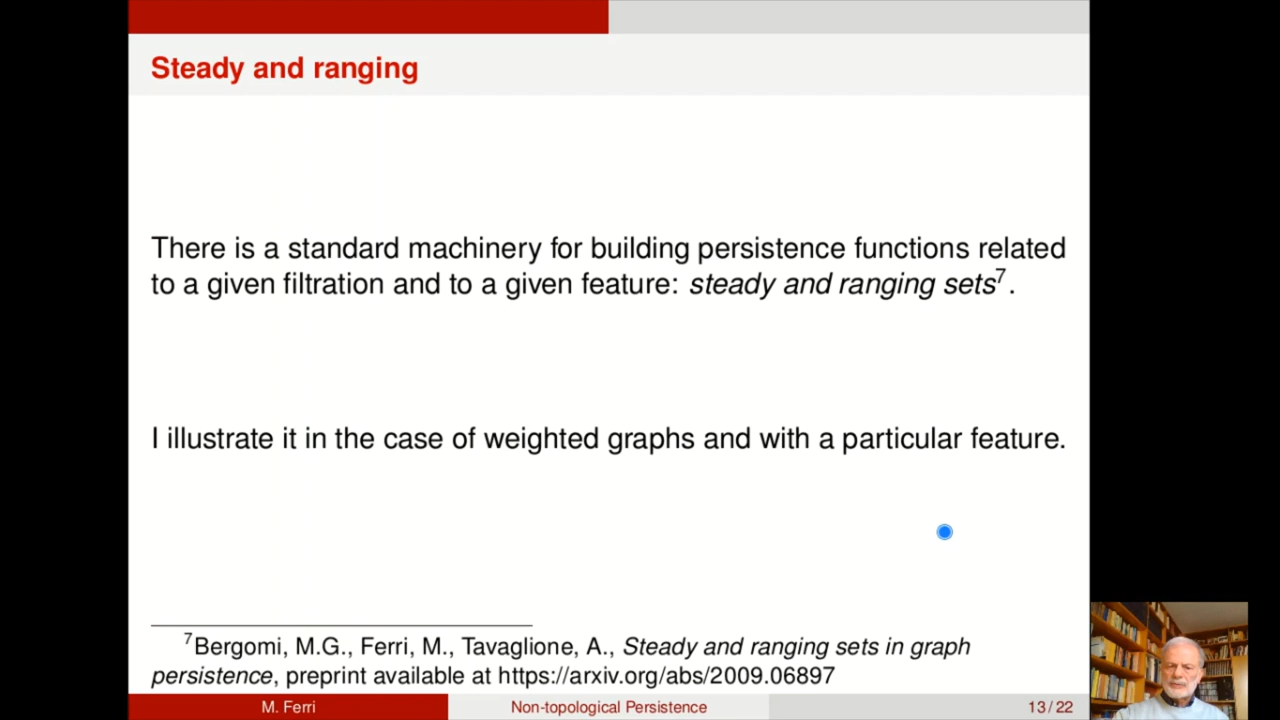 Steady and ranging
There is a standard machinery for building persistence functions related
to a given filtration and to a given feature: steady and ranging sets⁷.
I illustrate it in the case of weighted graphs and with a particular feature.
⁷Bergomi, M.G., Ferri, M., Tavaglione, A., Steady and ranging sets in graph
persistence, preprint available at https://arxiv.org/abs/2009.06897
M. Ferri Non-topological Persistence 13 / 22